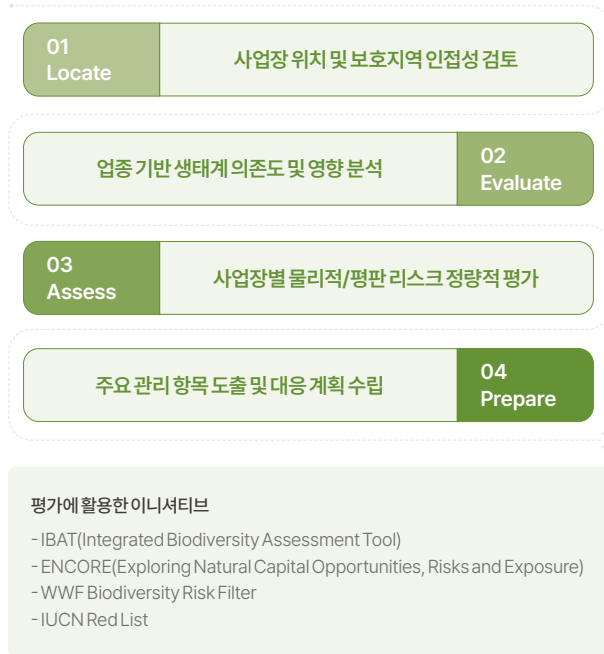 01
Locate
사업장 위치 및 보호지역 인접성 검토
업종 기반 생태계 의존도 및 영향 분석
02
Evaluate
03
Assess
사업장별 물리적/평판 리스크 정량적 평가
주요 관리 항목 도출 및 대응 계획 수립
04
Prepare
평가에 활용한 이니셔티브
- IBAT(Integrated Biodiversity Assessment Tool)
- ENCORE(Exploring Natural Capital Opportunities, Risks and Exposure)
- WWF Biodiversity Risk Filter
- IUCN Red List